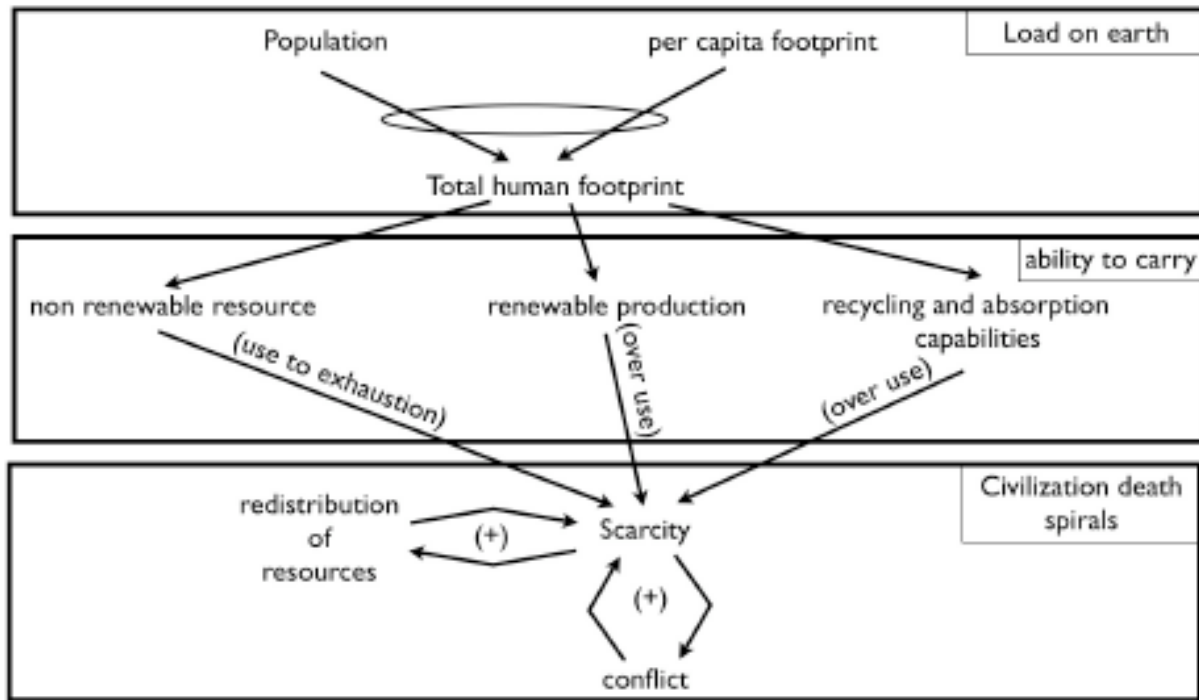 Population
per capita footprint
Load on earth
Total human footprint
ability to carry
non renewable resource
renewable production
recycling and absorption
capabilities
(use to exhaustion)
(over use)
(over use)
Civilization death
spirals
redistribution
of
resources
(+)
Scarcity
(+)
conflict